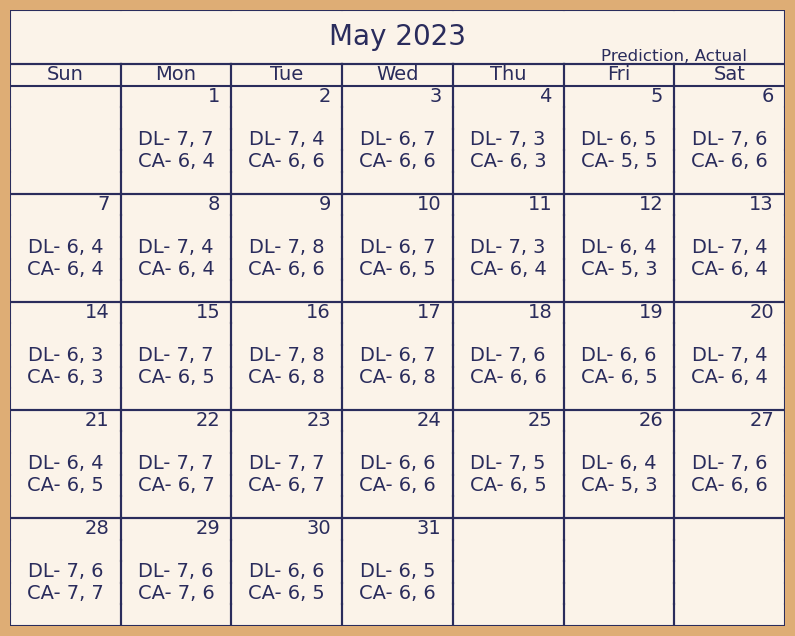 May 2023
Prediction, Actual
Sun Mon Tue Wed Thu Fri Sat
1 2 3 4 5 6
DL- 7, 7 DL- 7, 4 DL- 6, 7 DL- 7, 3 DL- 6, 5 DL- 7, 6
CA- 6, 4 CA- 6, 6 CA- 6, 6 CA- 6, 3 CA- 5, 5 CA- 6, 6
7 8 9 10 11 12 13
DL- 6, 4 DL- 7, 4 DL- 7, 8 DL- 6, 7 DL- 7, 3 DL- 6, 4 DL- 7, 4
CA- 6, 4 CA- 6, 4 CA- 6, 6 CA- 6, 5 CA- 6, 4 CA- 5, 3 CA- 6, 4
14 15 16 17 18 19 20
DL- 6, 3 DL- 7, 7 DL- 7, 8 DL- 6, 7 DL- 7, 6 DL- 6, 6 DL- 7, 4
CA- 6, 3 CA- 6, 5 CA- 6, 8 CA- 6, 8 CA- 6, 6 CA- 6, 5 CA- 6, 4
21 22 23 24 25 26 27
DL- 6, 4 DL- 7, 7 DL- 7, 7 DL- 6, 6 DL- 7, 5 DL- 6, 4 DL- 7, 6
CA- 6, 5 CA- 6, 7 CA- 6, 7 CA- 6, 6 CA- 6, 5 CA- 5, 3 CA- 6, 6
28 29 30 31
DL- 7, 6 DL- 7, 6 DL- 6, 6 DL- 6, 5
CA- 7, 7 CA- 7, 6 CA- 6, 5 CA- 6, 6